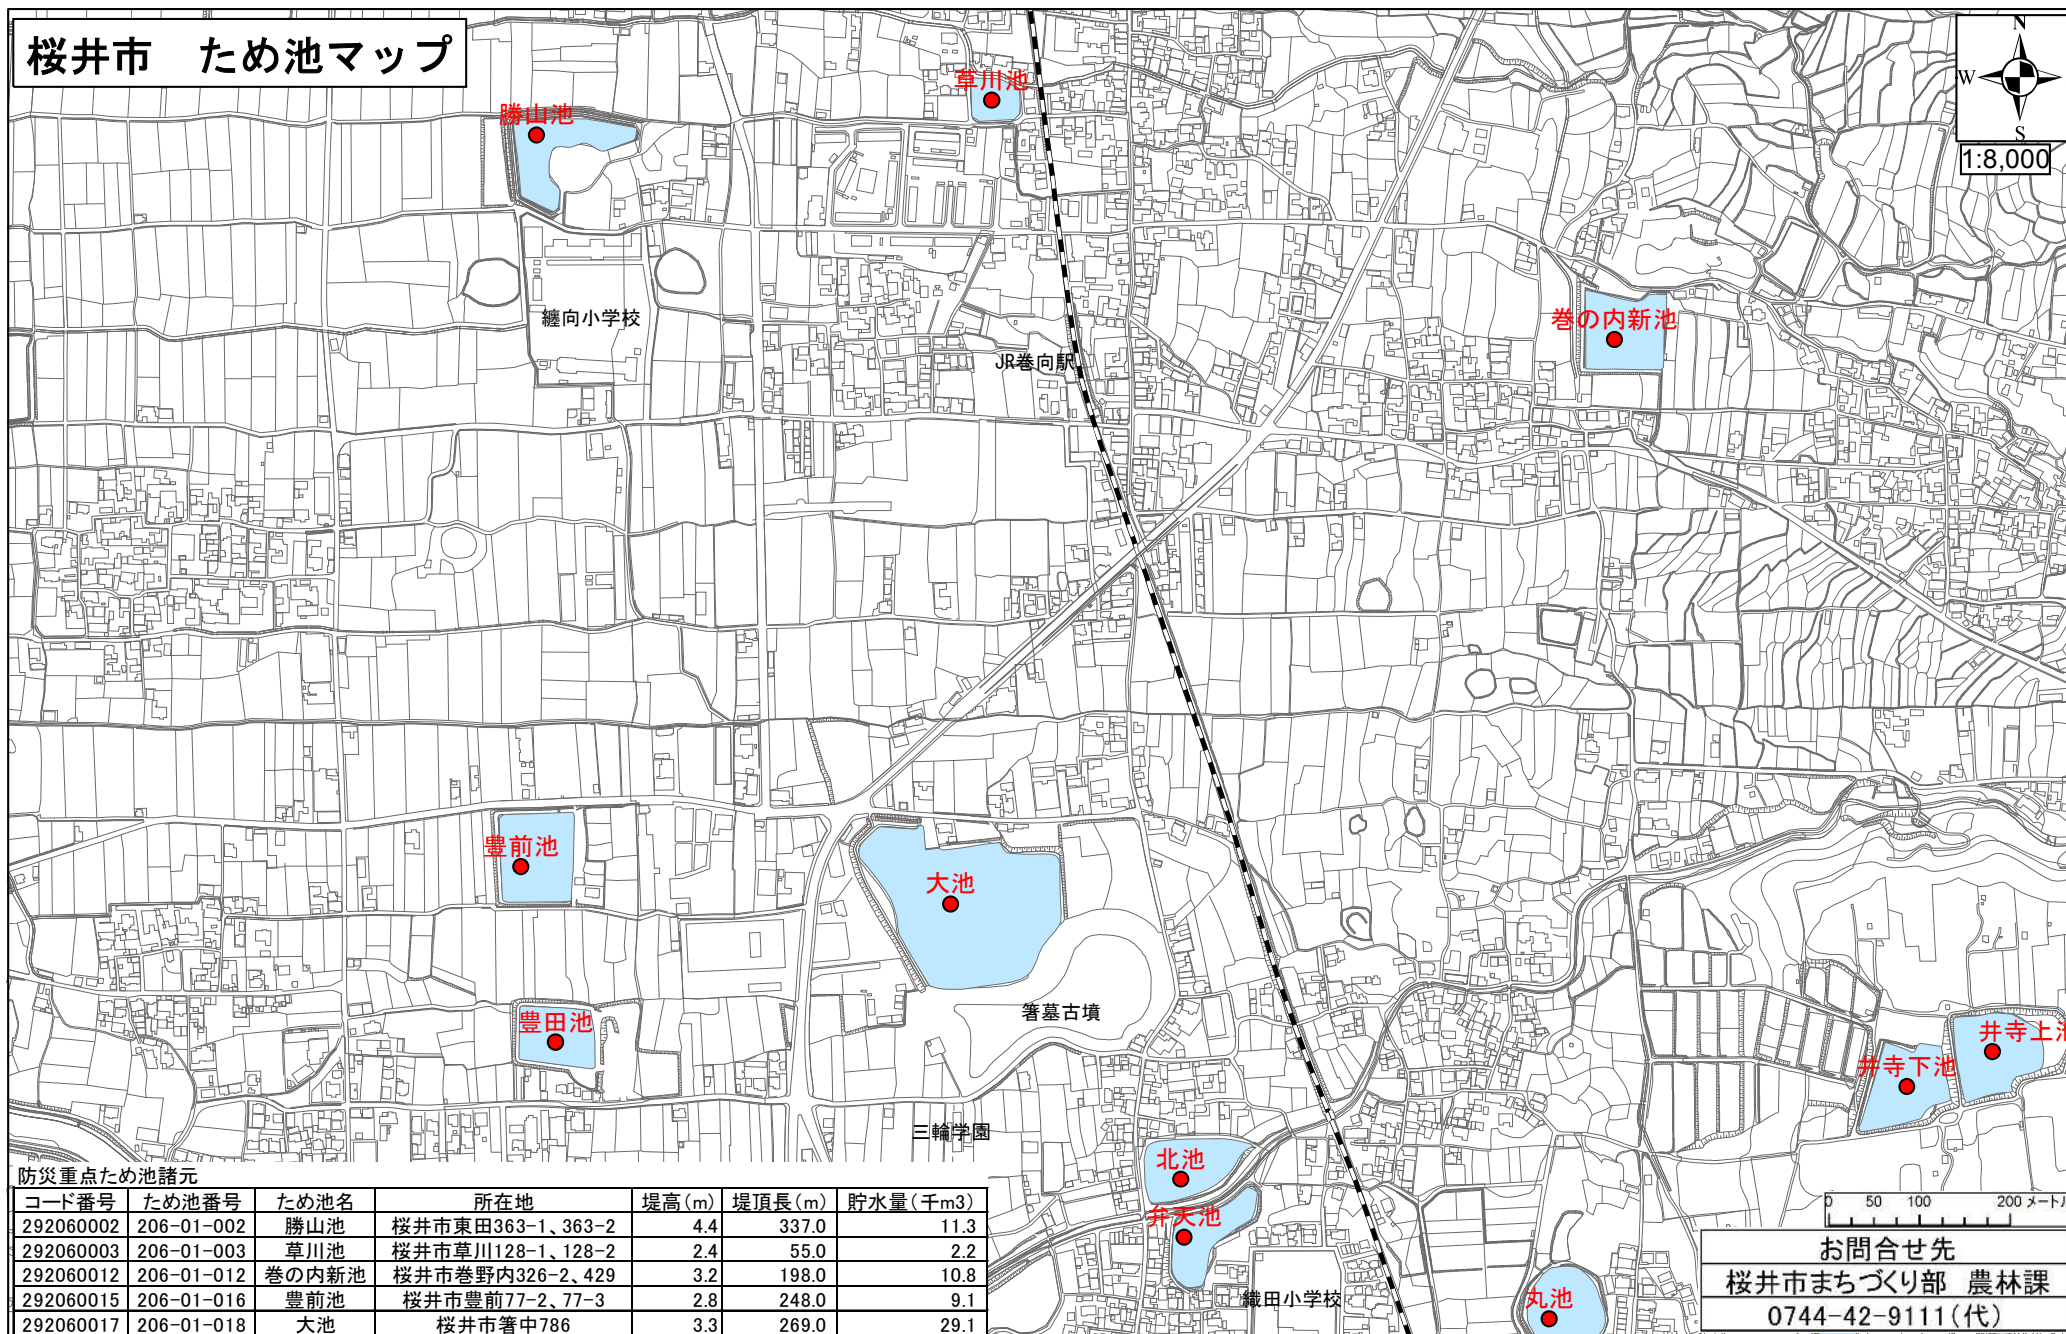 桜井市　ため池マップ
N
W
S
1:8,000
草川池
勝山池
纏向小学校
巻の内新池
JR巻向駅
豊前池
大池
箸墓古墳
豊田池
井寺上池
井寺下池
三輪学園
北池
弁天池
織田小学校
丸池
0 50 100 200 メートル
防災重点ため池諸元
コード番号 ため池番号 ため池名 所在地 堤高(m) 堤頂長(m) 貯水量(千m3)
292060002 206-01-002 勝山池 桜井市東田363-1、363-2 4.4 337.0 11.3
292060003 206-01-003 草川池 桜井市草川128-1、128-2 2.4 55.0 2.2
292060012 206-01-012 巻の内新池 桜井市巻野内326-2、429 3.2 198.0 10.8
292060015 206-01-016 豊前池 桜井市豊前77-2、77-3 2.8 248.0 9.1
292060017 206-01-018 大池 桜井市箸中786 3.3 269.0 29.1
お問合せ先
桜井市まちづくり部 農林課
0744-42-9111(代)